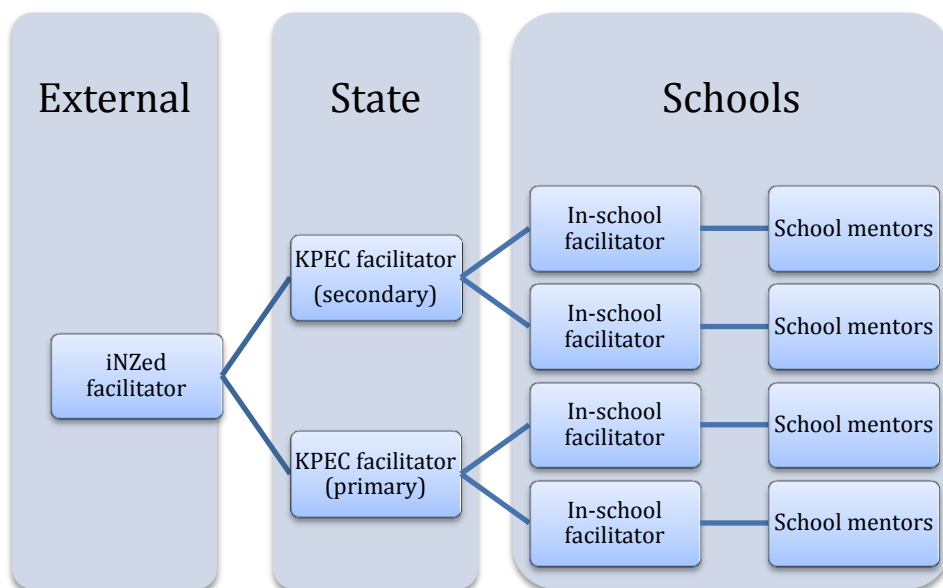 External
State
Schools
iNZed
facilitator
KPEC facilitator
(secondary)
KPEC facilitator
(primary)
In-school
facilitator
School mentors
In-school
facilitator
School mentors
In-school
facilitator
School mentors
In-school
facilitator
School mentors